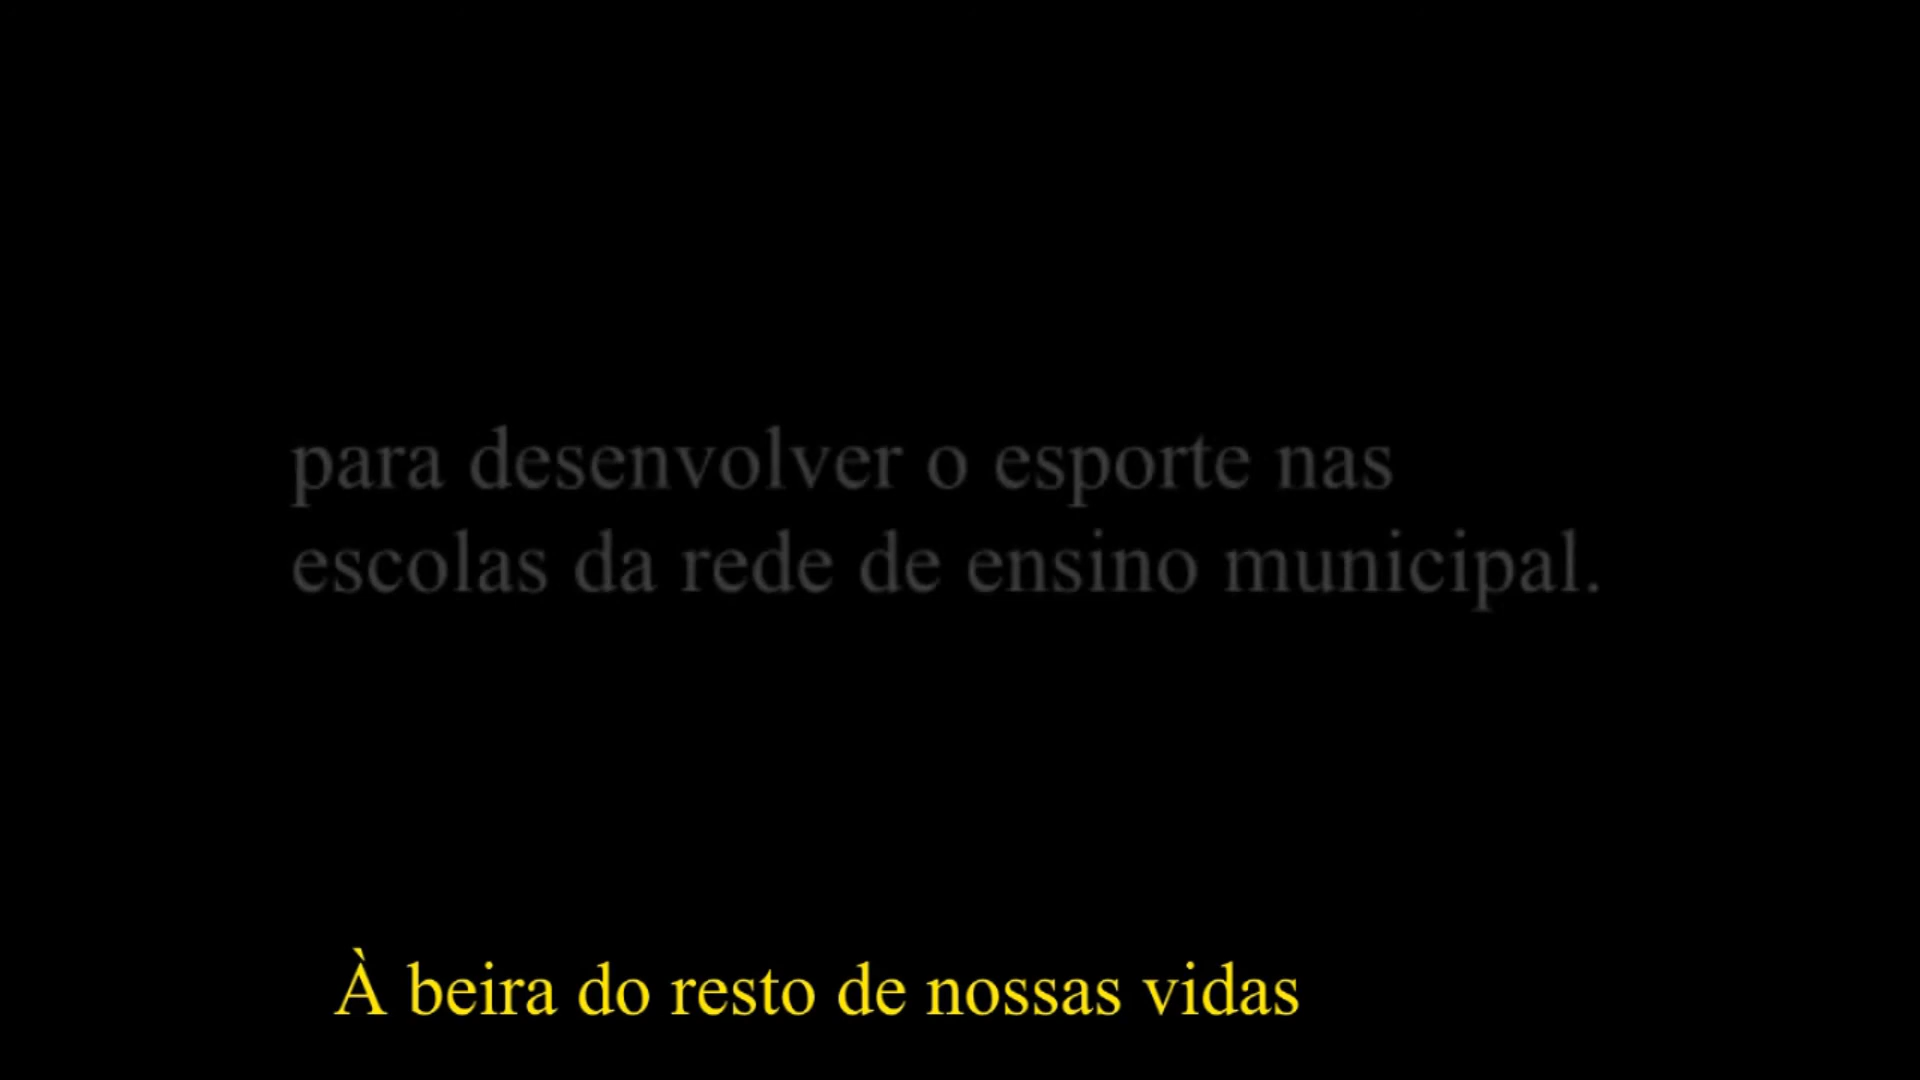 para desenvolver o esporte nas
escolas da rede de ensino municipal.
À beira do resto de nossas vidas